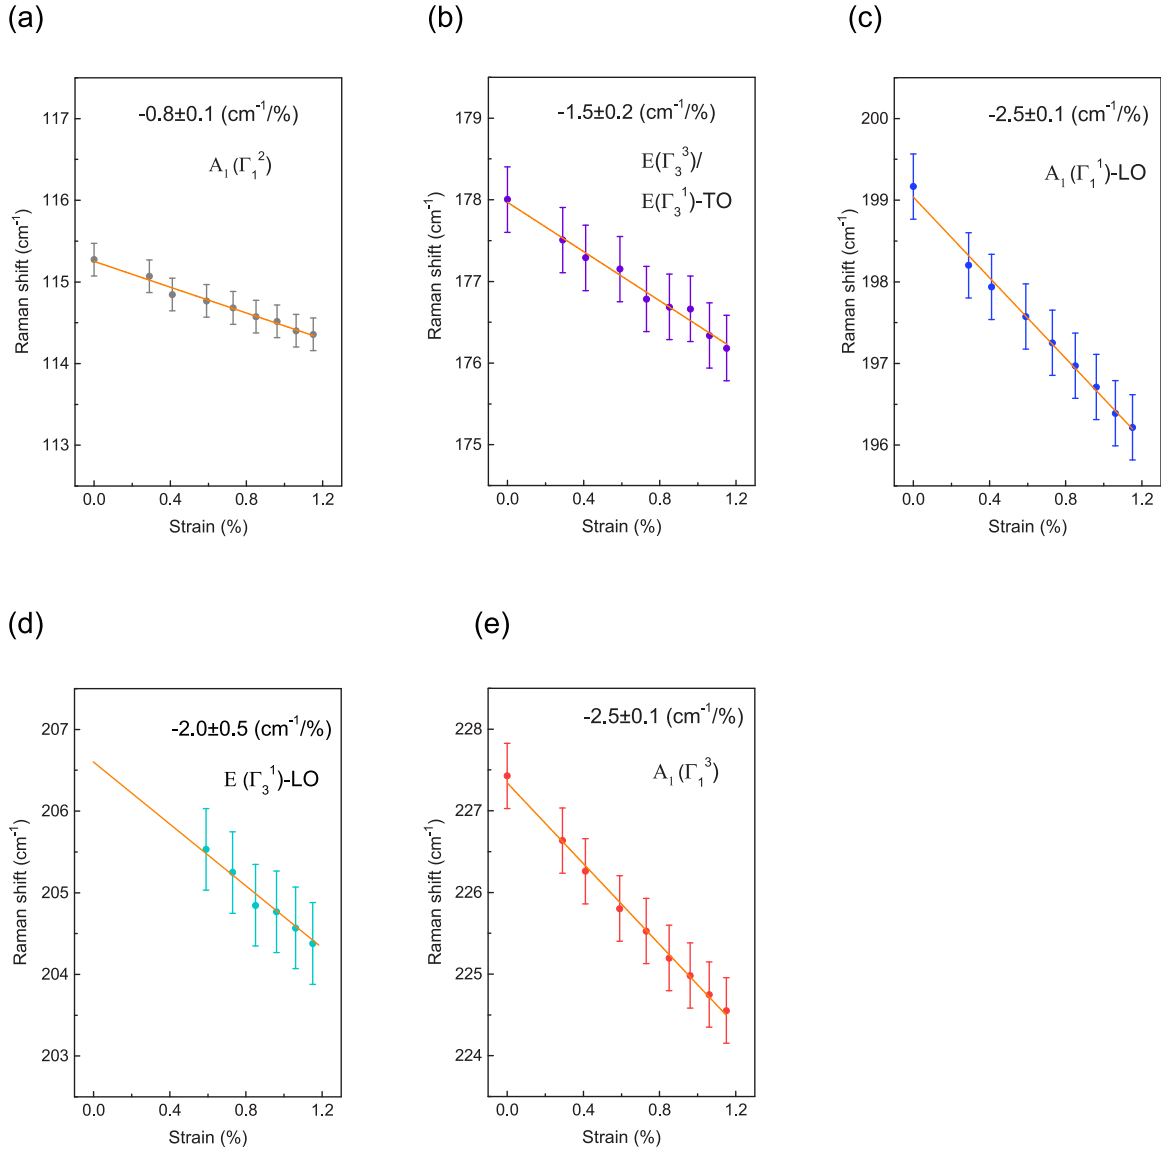 (a)
(b)
(c)
-0.8±0.1 (cm⁻¹/%)
A₁(Γ₁²)
117
116
115
114
113
Raman shift (cm⁻¹)
0.0 0.4 0.8 1.2
Strain (%)
-1.5±0.2 (cm⁻¹/%)
E(Γ₃³)/
E(Γ₃¹)-TO
179
178
177
176
175
Raman shift (cm⁻¹)
0.0 0.4 0.8 1.2
Strain (%)
-2.5±0.1 (cm⁻¹/%)
A₁(Γ₁¹)-LO
200
199
198
197
196
Raman shift (cm⁻¹)
0.0 0.4 0.8 1.2
Strain (%)
(d)
(e)
-2.0±0.5 (cm⁻¹/%)
E(Γ₃¹)-LO
207
206
205
204
203
Raman shift (cm⁻¹)
0.0 0.4 0.8 1.2
Strain (%)
-2.5±0.1 (cm⁻¹/%)
A₁(Γ₁³)
228
227
226
225
224
Raman shift (cm⁻¹)
0.0 0.4 0.8 1.2
Strain (%)